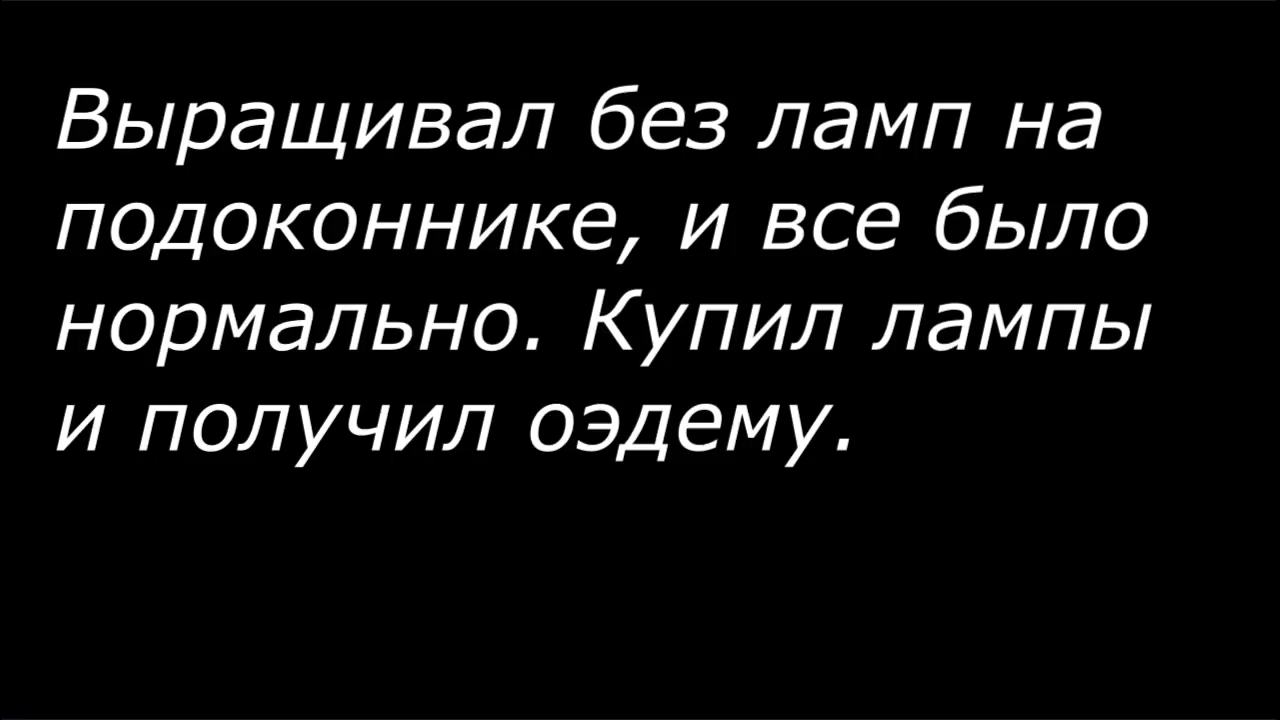 Выращивал без ламп на
подоконнике, и все было
нормально. Купил лампы
и получил оэдему.